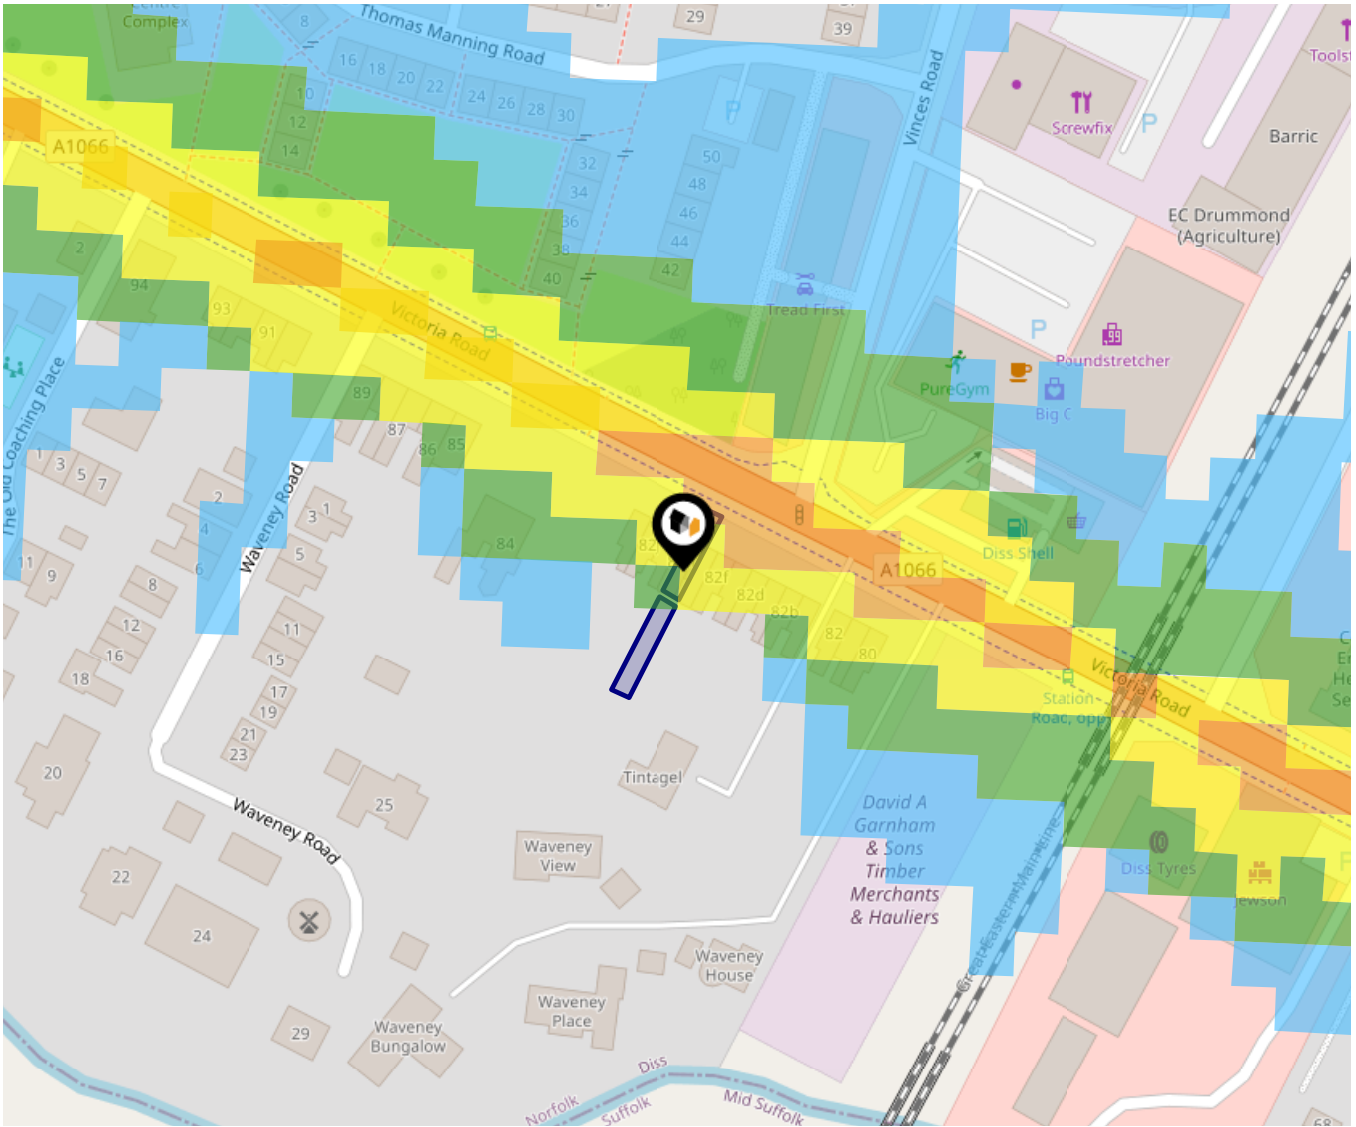 Centre
Complex
8
Thomas Manning Road
29
39
Toolst
16
18
20
22
24
26
28
30
P
Vinces Road
Screwfix
P
Barric
10
12
14
A1066
32
34
36
38
40
50
48
46
44
42
EC Drummond
(Agriculture)
2
94
93
91
Victoria Road
Tread First
P
Poundstretcher
PureGym
Big C
The Old Coaching Place
89
87
86
85
1
3
5
7
2
4
6
3
1
5
Waveney Road
84
82f
82d
82b
82
80
A1066
Diss Shell
11
9
8
12
16
18
11
15
17
19
21
23
Victoria Road
Station
Roac, opp
20
25
Tintagel
Waveney Road
Waveney
View
David A
Garnham
& Sons
Timber
Merchants
& Hauliers
Great Eastern Main Line
Diss Tyres
Jewson
P
22
24
29
Waveney
House
Waveney
Place
Waveney
Bungalow
Diss
Norfolk
Suffolk
Mid Suffolk
68